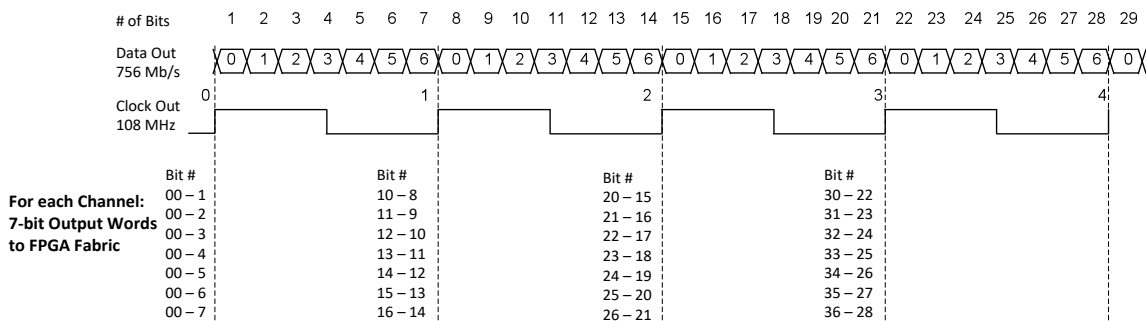 # of Bits 1 2 3 4 5 6 7 8 9 10 11 12 13 14 15 16 17 18 19 20 21 22 23 24 25 26 27 28 29
Data Out 0 1 2 3 4 5 6 0 1 2 3 4 5 6 0 1 2 3 4 5 6 0 1 2 3 4 5 6 0
756 Mb/s
0 1 2 3 4
Clock Out
108 MHz
Bit # Bit # Bit # Bit #
For each Channel:
7-bit Output Words
to FPGA Fabric
00 – 1 10 – 8 20 – 15 30 – 22
00 – 2 11 – 9 21 – 16 31 – 23
00 – 3 12 – 10 22 – 17 32 – 24
00 – 4 13 – 11 23 – 18 33 – 25
00 – 5 14 – 12 24 – 19 34 – 26
00 – 6 15 – 13 25 – 20 35 – 27
00 – 7 16 – 14 26 – 21 36 – 28